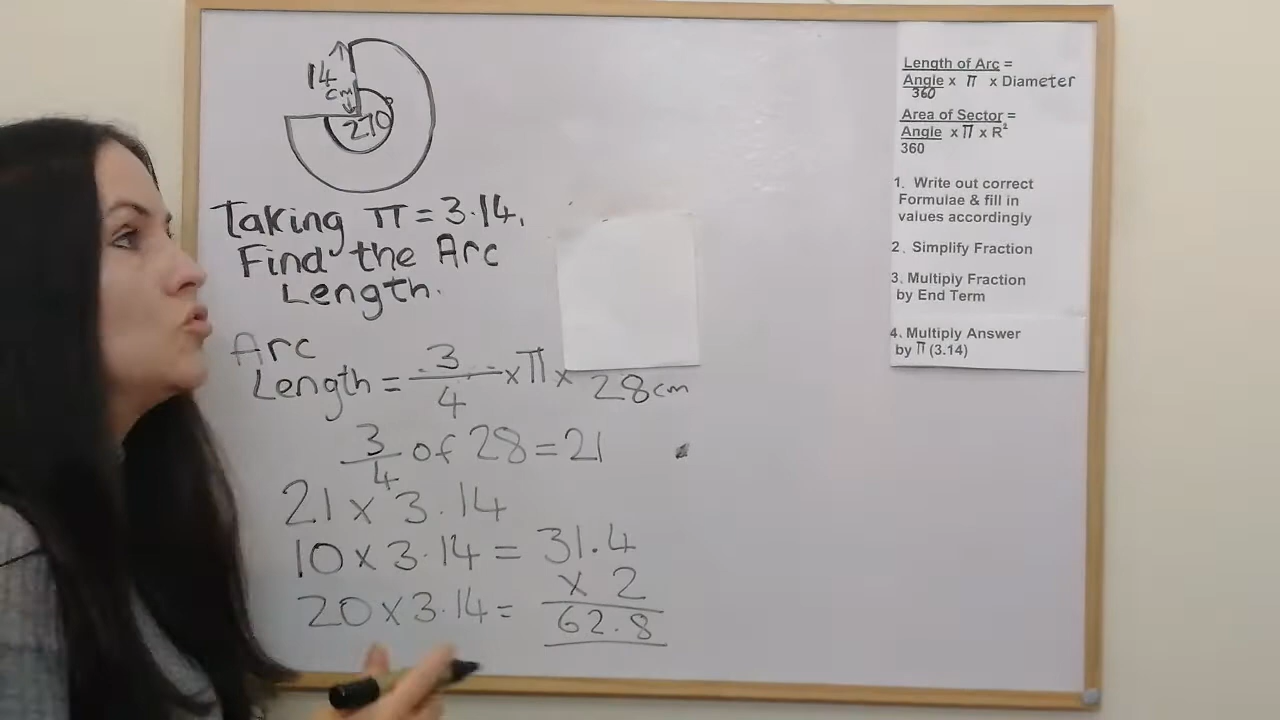 14
cm
270
Taking π = 3.14,
Find the Arc
Length.
Arc
Length = 3/4 x π x 28cm
3/4 of 28 = 21
21 x 3.14
10 x 3.14 = 31.4
x 2
20 x 3.14 = 62.8
Length of Arc =
Angle x π x Diameter
360
Area of Sector =
Angle x π x R²
360
1. Write out correct
Formulae & fill in
values accordingly
2. Simplify Fraction
3. Multiply Fraction
by End Term
4. Multiply Answer
by π (3.14)